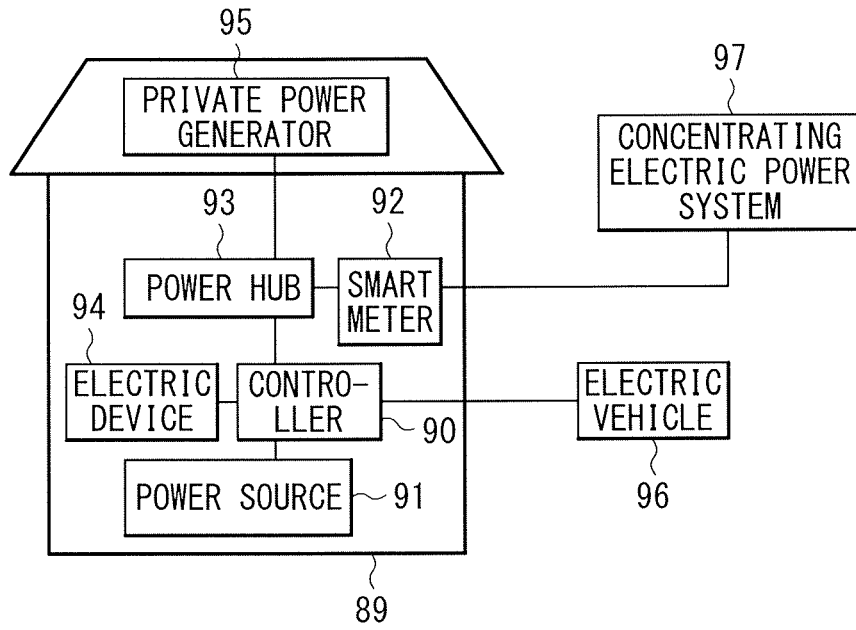 95
PRIVATE POWER
GENERATOR
97
CONCENTRATING
ELECTRIC POWER
SYSTEM
93
92
POWER HUB
SMART
METER
94
ELECTRIC
DEVICE
CONTRO-
LLER
90
ELECTRIC
VEHICLE
96
POWER SOURCE
91
89